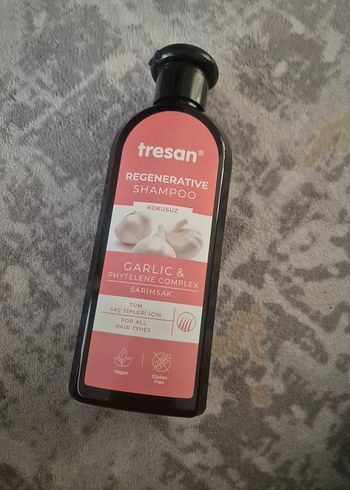 tresan®
REGENERATIVE
SHAMPOO
KOKUSUZ
GARLIC &
PHYTELENE COMPLEX
SARIMSAK
TÜM
SAÇ TİPLERİ İÇİN
FOR ALL
HAIR TYPES
Vegan
Gluten
Free